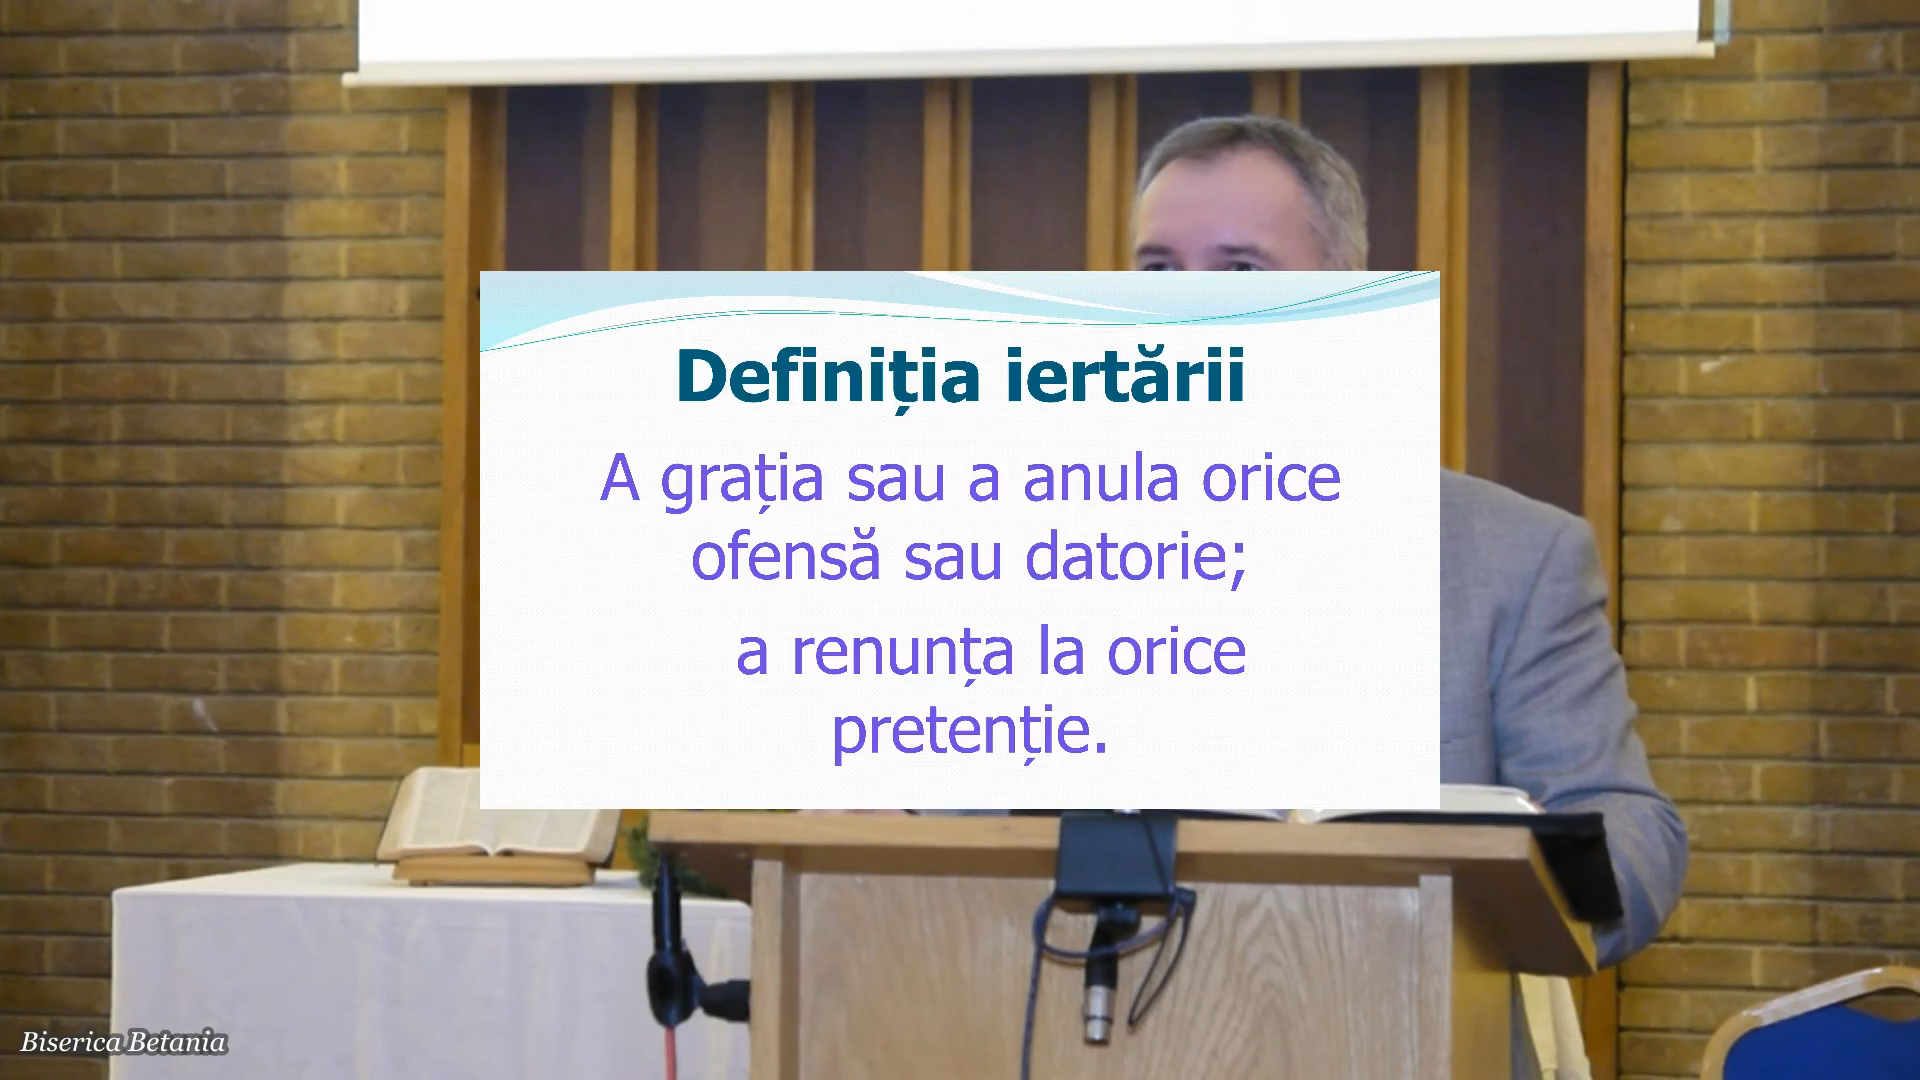 Definiția iertării
A grația sau a anula orice
ofensă sau datorie;
a renunța la orice
pretenție.
Biserica Betania